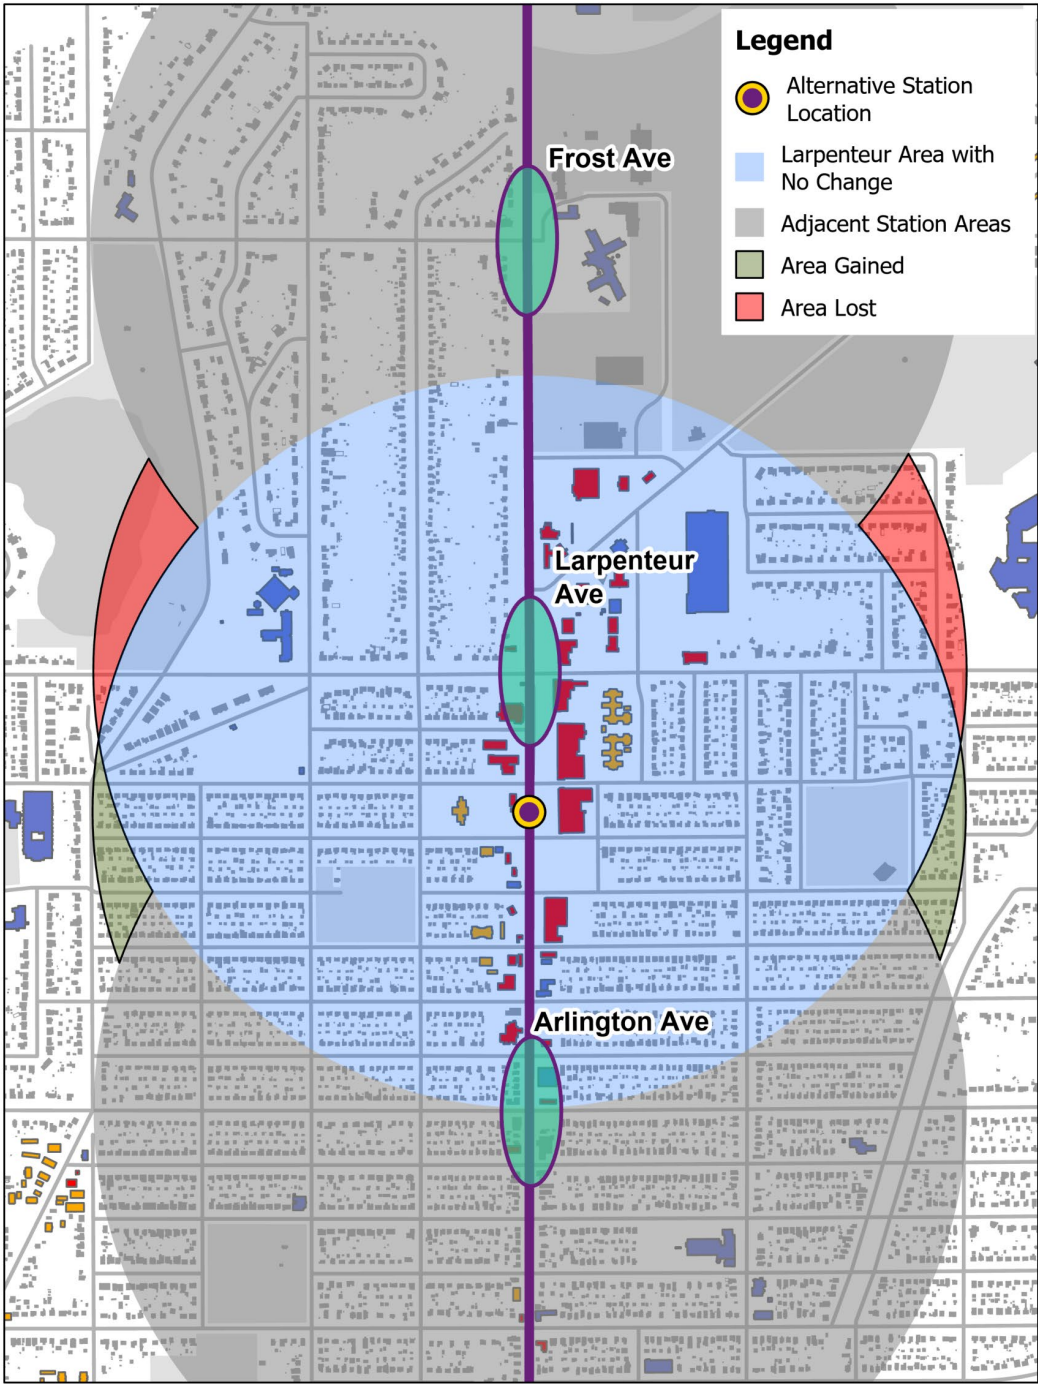 Legend
Alternative Station
Location
Larpenteur Area with
No Change
Adjacent Station Areas
Area Gained
Area Lost
Frost Ave
Larpenteur
Ave
Arlington Ave